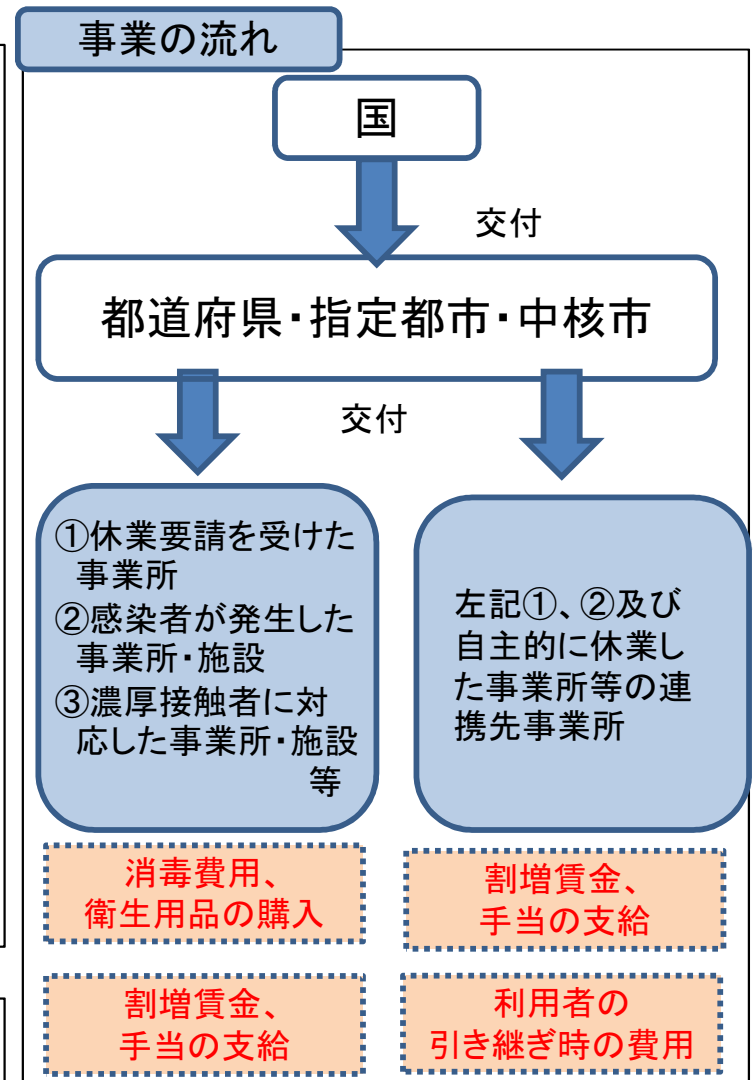 事業の流れ
国
交付
都道府県・指定都市・中核市
交付
①休業要請を受けた
事業所
②感染者が発生した
事業所・施設
③濃厚接触者に対
応した事業所・施設
等
左記①、②及び
自主的に休業し
た事業所等の連
携先事業所
消毒費用、
衛生用品の購入
割増賃金、
手当の支給
割増賃金、
手当の支給
利用者の
引き継ぎ時の費用